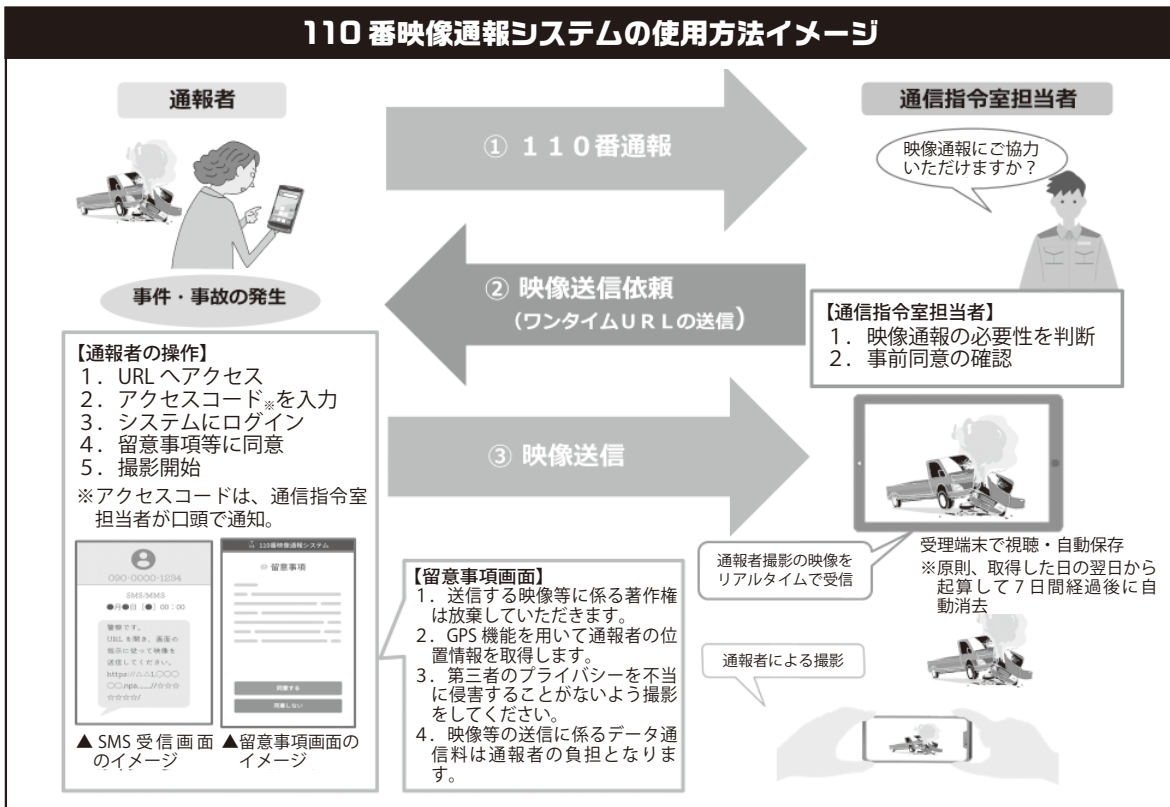 110番映像通報システムの使用方法イメージ
通報者
事件・事故の発生
① １１０番通報
通信指令室担当者
映像通報にご協力
いただけますか？
② 映像送信依頼
（ワンタイムＵＲＬの送信）
【通信指令室担当者】
１．映像通報の必要性を判断
２．事前同意の確認
【通報者の操作】
１．URL へアクセス
２．アクセスコード※を入力
３．システムにログイン
４．留意事項等に同意
５．撮影開始
※アクセスコードは、通信指令室
担当者が口頭で通知。
③ 映像送信
090-0000-1234
SMS/MMS
●月●日［●］00：00
警察です。
URL を開き、画面の
指示に従って映像を
送信してください。
https://△△1.〇〇〇
〇〇.npa.___//☆☆☆
☆☆☆☆/
▲ SMS 受信画面
のイメージ
110番映像通報システム
留意事項
同意する
同意しない
▲留意事項画面の
イメージ
【留意事項画面】
１．送信する映像等に係る著作権
は放棄していただきます。
２．GPS 機能を用いて通報者の位
置情報を取得します。
３．第三者のプライバシーを不当
に侵害することがないよう撮影
をしてください。
４．映像等の送信に係るデータ通
信料は通報者の負担となりま
す。
通報者撮影の映像を
リアルタイムで受信
受理端末で視聴・自動保存
※原則、取得した日の翌日から
起算して７日間経過後に自
動消去
通報者による撮影